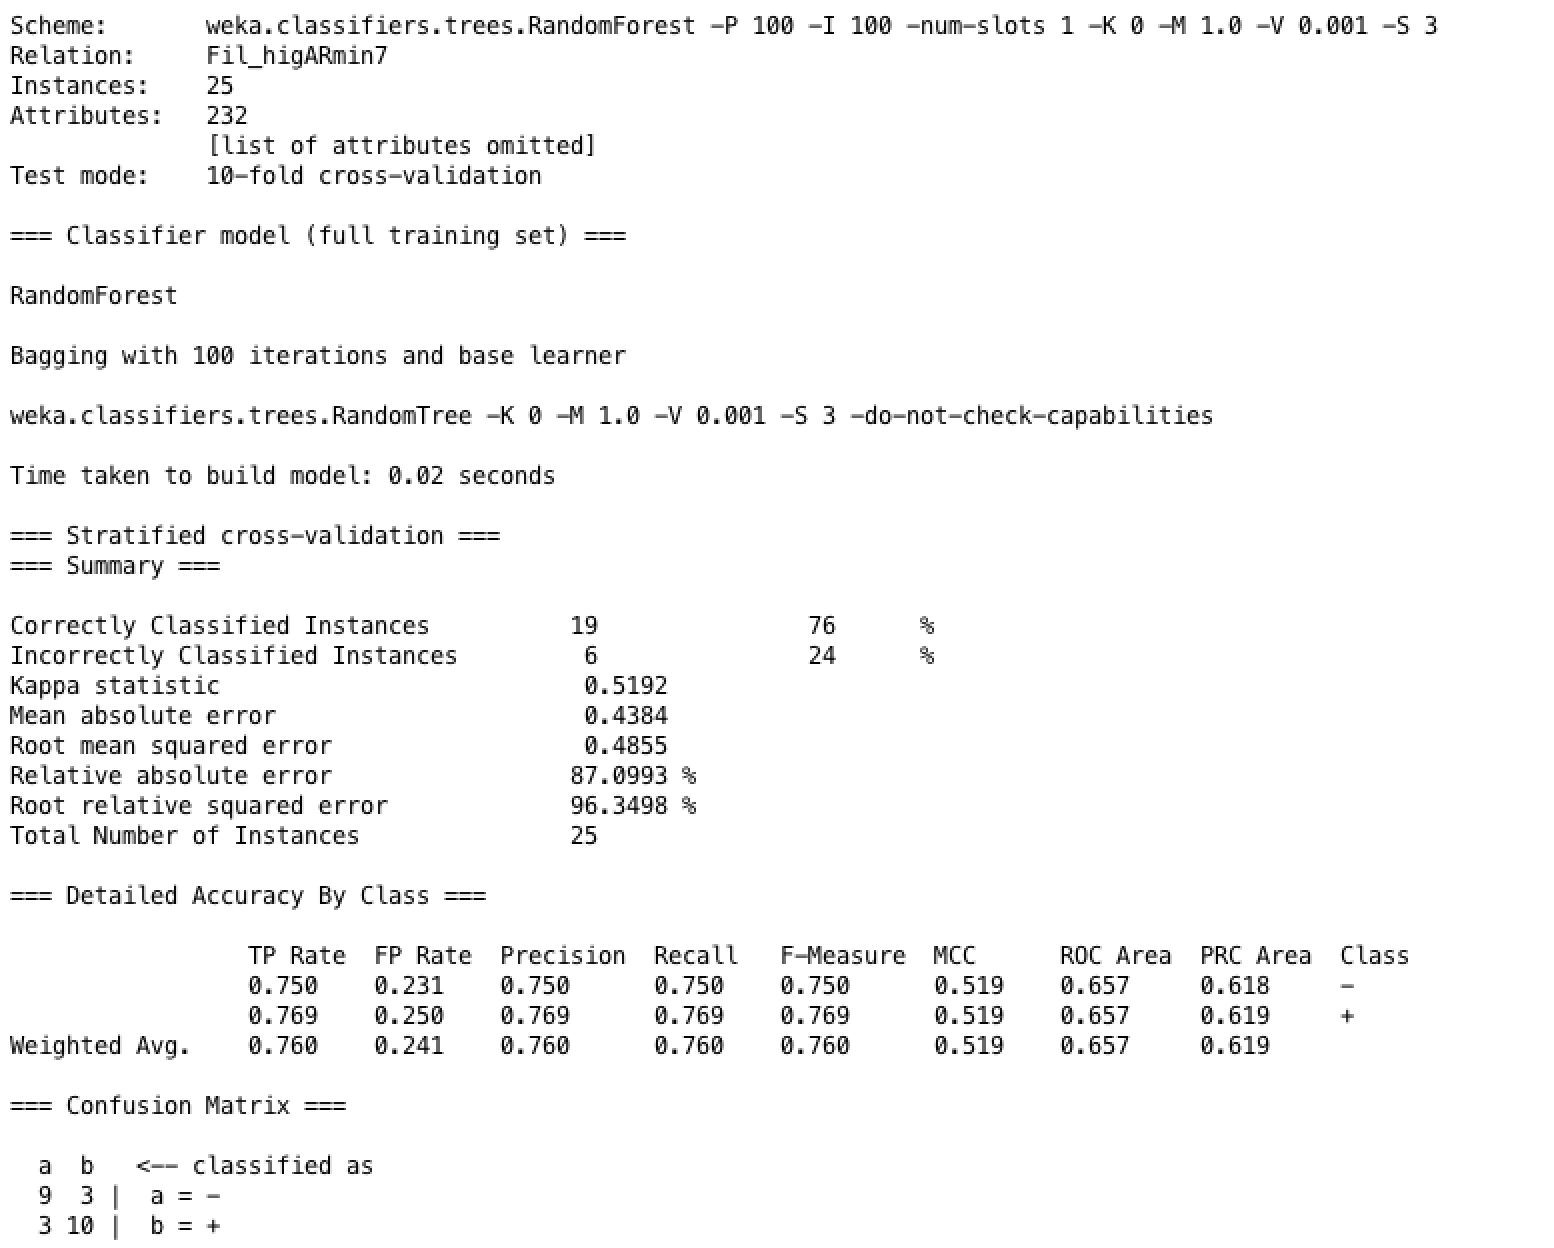 Scheme: weka.classifiers.trees.RandomForest -P 100 -I 100 -num-slots 1 -K 0 -M 1.0 -V 0.001 -S 3
Relation: Fil_higARmin7
Instances: 25
Attributes: 232
[list of attributes omitted]
Test mode: 10-fold cross-validation
=== Classifier model (full training set) ===
RandomForest
Bagging with 100 iterations and base learner
weka.classifiers.trees.RandomTree -K 0 -M 1.0 -V 0.001 -S 3 -do-not-check-capabilities
Time taken to build model: 0.02 seconds
=== Stratified cross-validation ===
=== Summary ===
Correctly Classified Instances 19 76 %
Incorrectly Classified Instances 6 24 %
Kappa statistic 0.5192
Mean absolute error 0.4384
Root mean squared error 0.4855
Relative absolute error 87.0993 %
Root relative squared error 96.3498 %
Total Number of Instances 25
=== Detailed Accuracy By Class ===
TP Rate FP Rate Precision Recall F-Measure MCC ROC Area PRC Area Class
0.750 0.231 0.750 0.750 0.750 0.519 0.657 0.618 -
0.769 0.250 0.769 0.769 0.769 0.519 0.657 0.619 +
Weighted Avg. 0.760 0.241 0.760 0.760 0.760 0.519 0.657 0.619
=== Confusion Matrix ===
a b <-- classified as
9 3 | a = -
3 10 | b = +